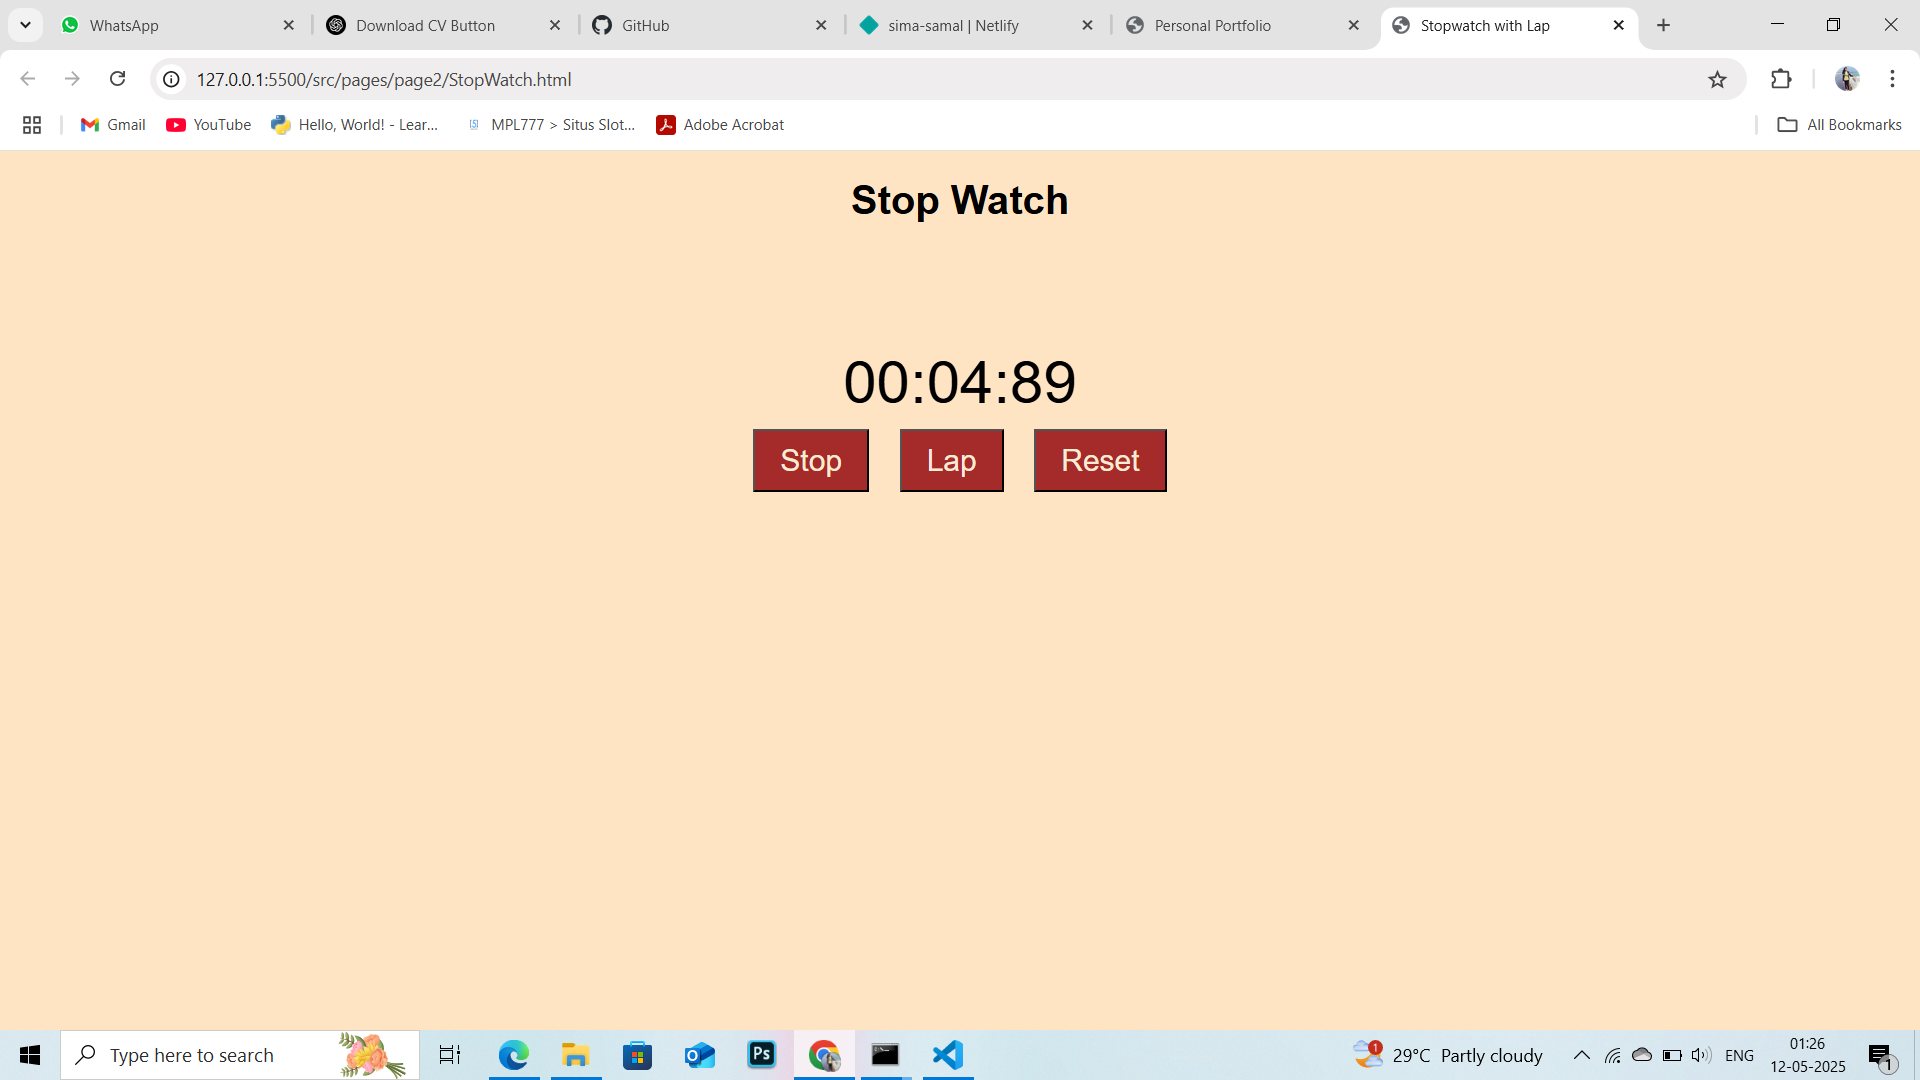 WhatsApp
Download CV Button
GitHub
sima-samal | Netlify
Personal Portfolio
Stopwatch with Lap
127.0.0.1:5500/src/pages/page2/StopWatch.html
Gmail
YouTube
Hello, World! - Lear...
MPL777 > Situs Slot...
Adobe Acrobat
All Bookmarks
Stop Watch
00:04:89
Stop
Lap
Reset
Type here to search
Ps
1
29°C Partly cloudy
ENG
01:26
12-05-2025
1